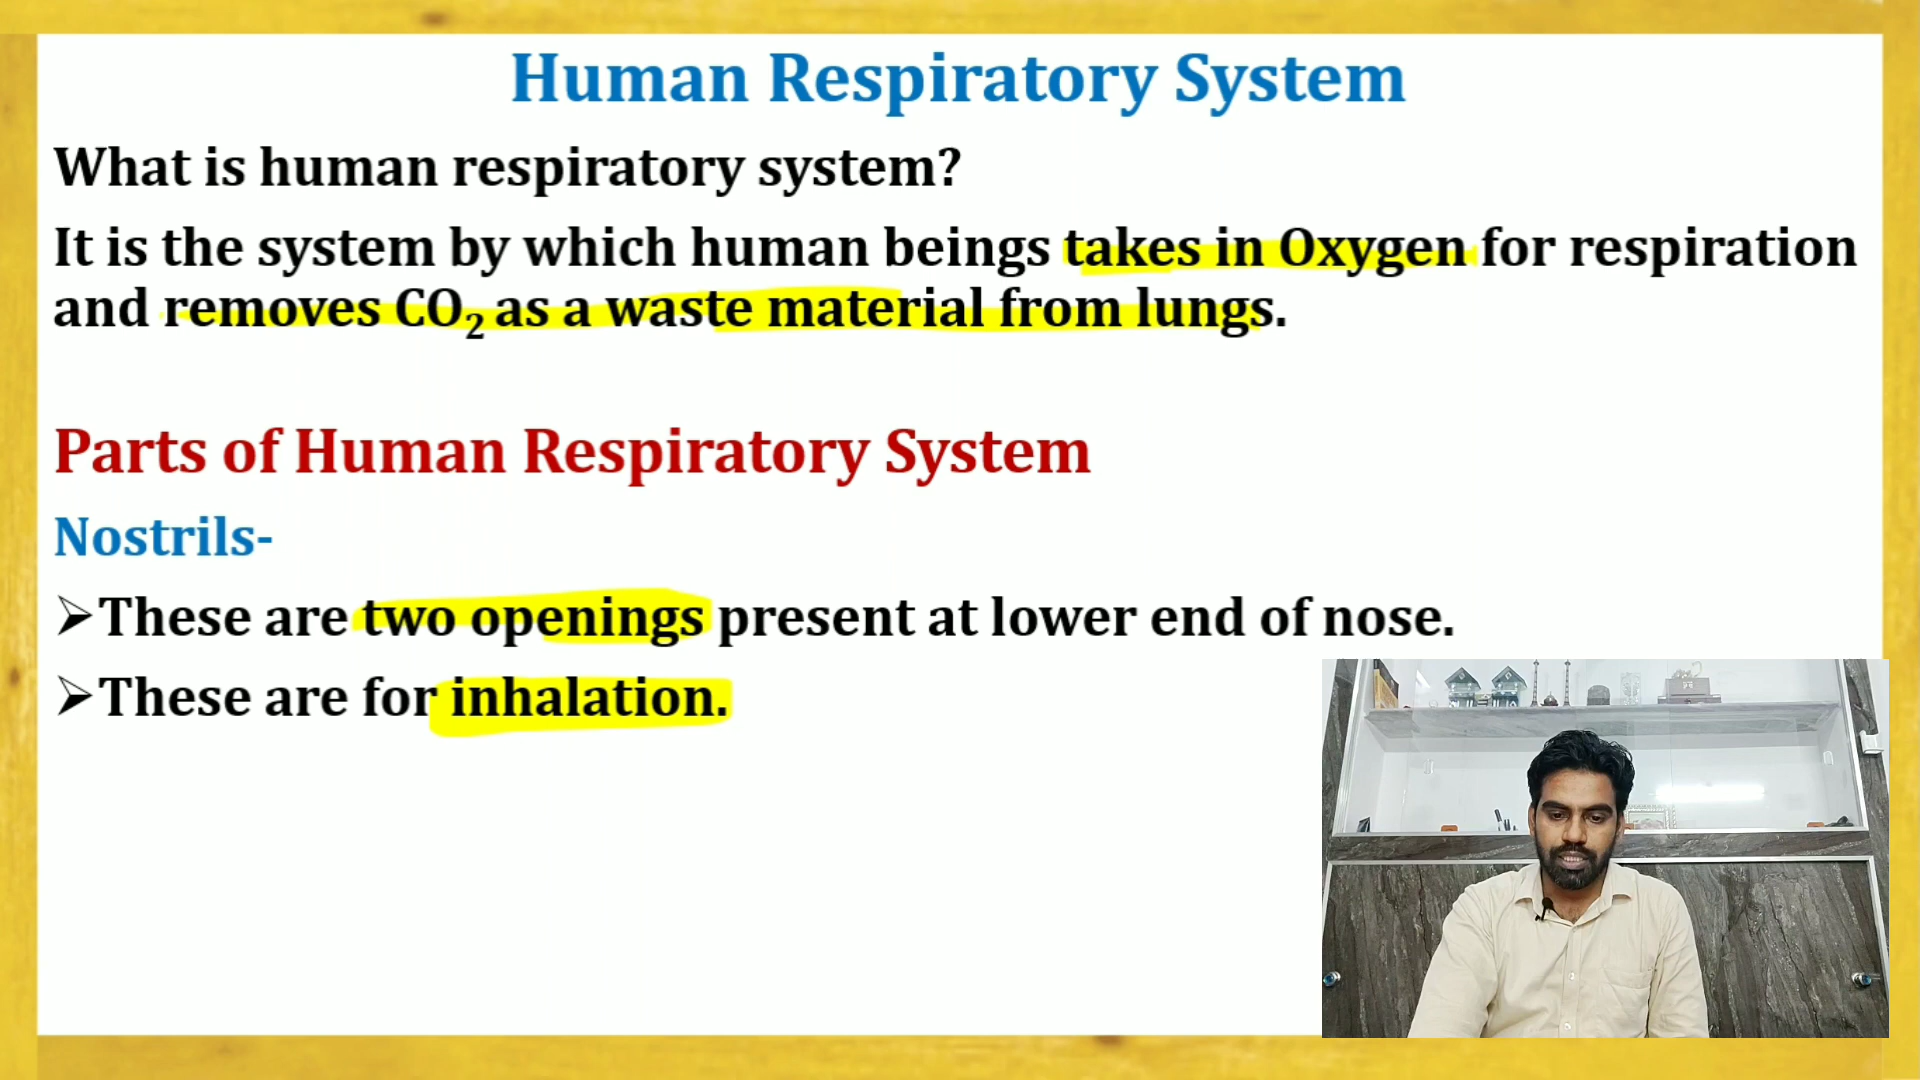 Human Respiratory System
What is human respiratory system?
It is the system by which human beings takes in Oxygen for respiration
and removes CO₂ as a waste material from lungs.
Parts of Human Respiratory System
Nostrils-
➢These are two openings present at lower end of nose.
➢These are for inhalation.